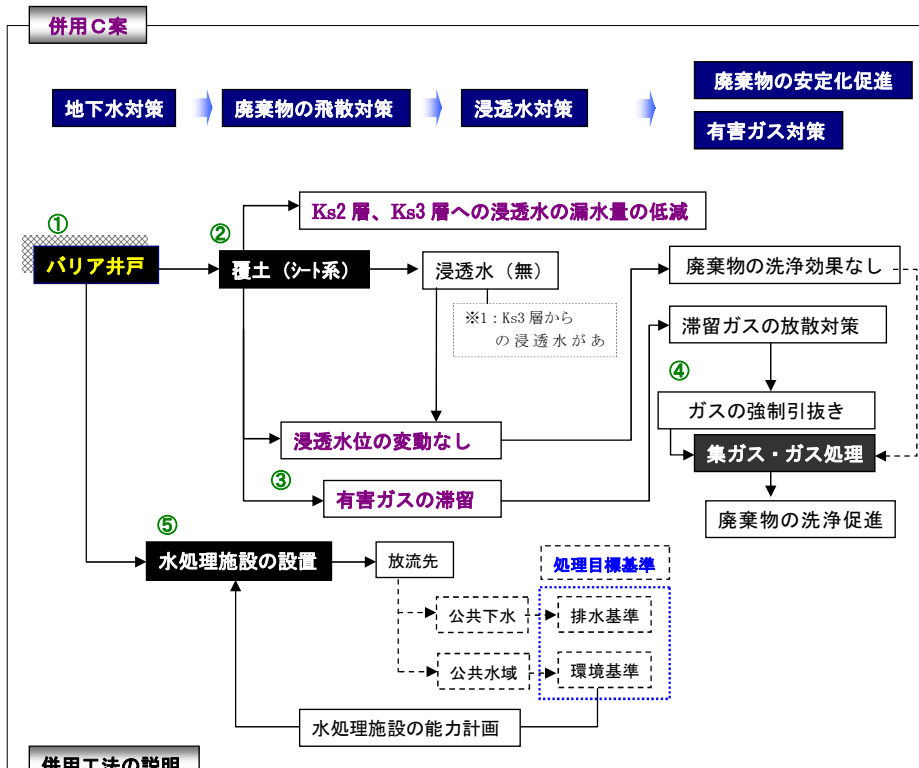 併用C案
地下水対策
廃棄物の飛散対策
浸透水対策
廃棄物の安定化促進
有害ガス対策
①
バリア井戸
②
覆土（シート系）
Ks2 層、Ks3 層への浸透水の漏水量の低減
浸透水（無）
※1：Ks3 層から
の浸透水があ
廃棄物の洗浄効果なし
滞留ガスの放散対策
④
ガスの強制引抜き
集ガス・ガス処理
廃棄物の洗浄促進
浸透水位の変動なし
③
有害ガスの滞留
⑤
水処理施設の設置
放流先
処理目標基準
公共下水
排水基準
公共水域
環境基準
水処理施設の能力計画
併用工法の説明